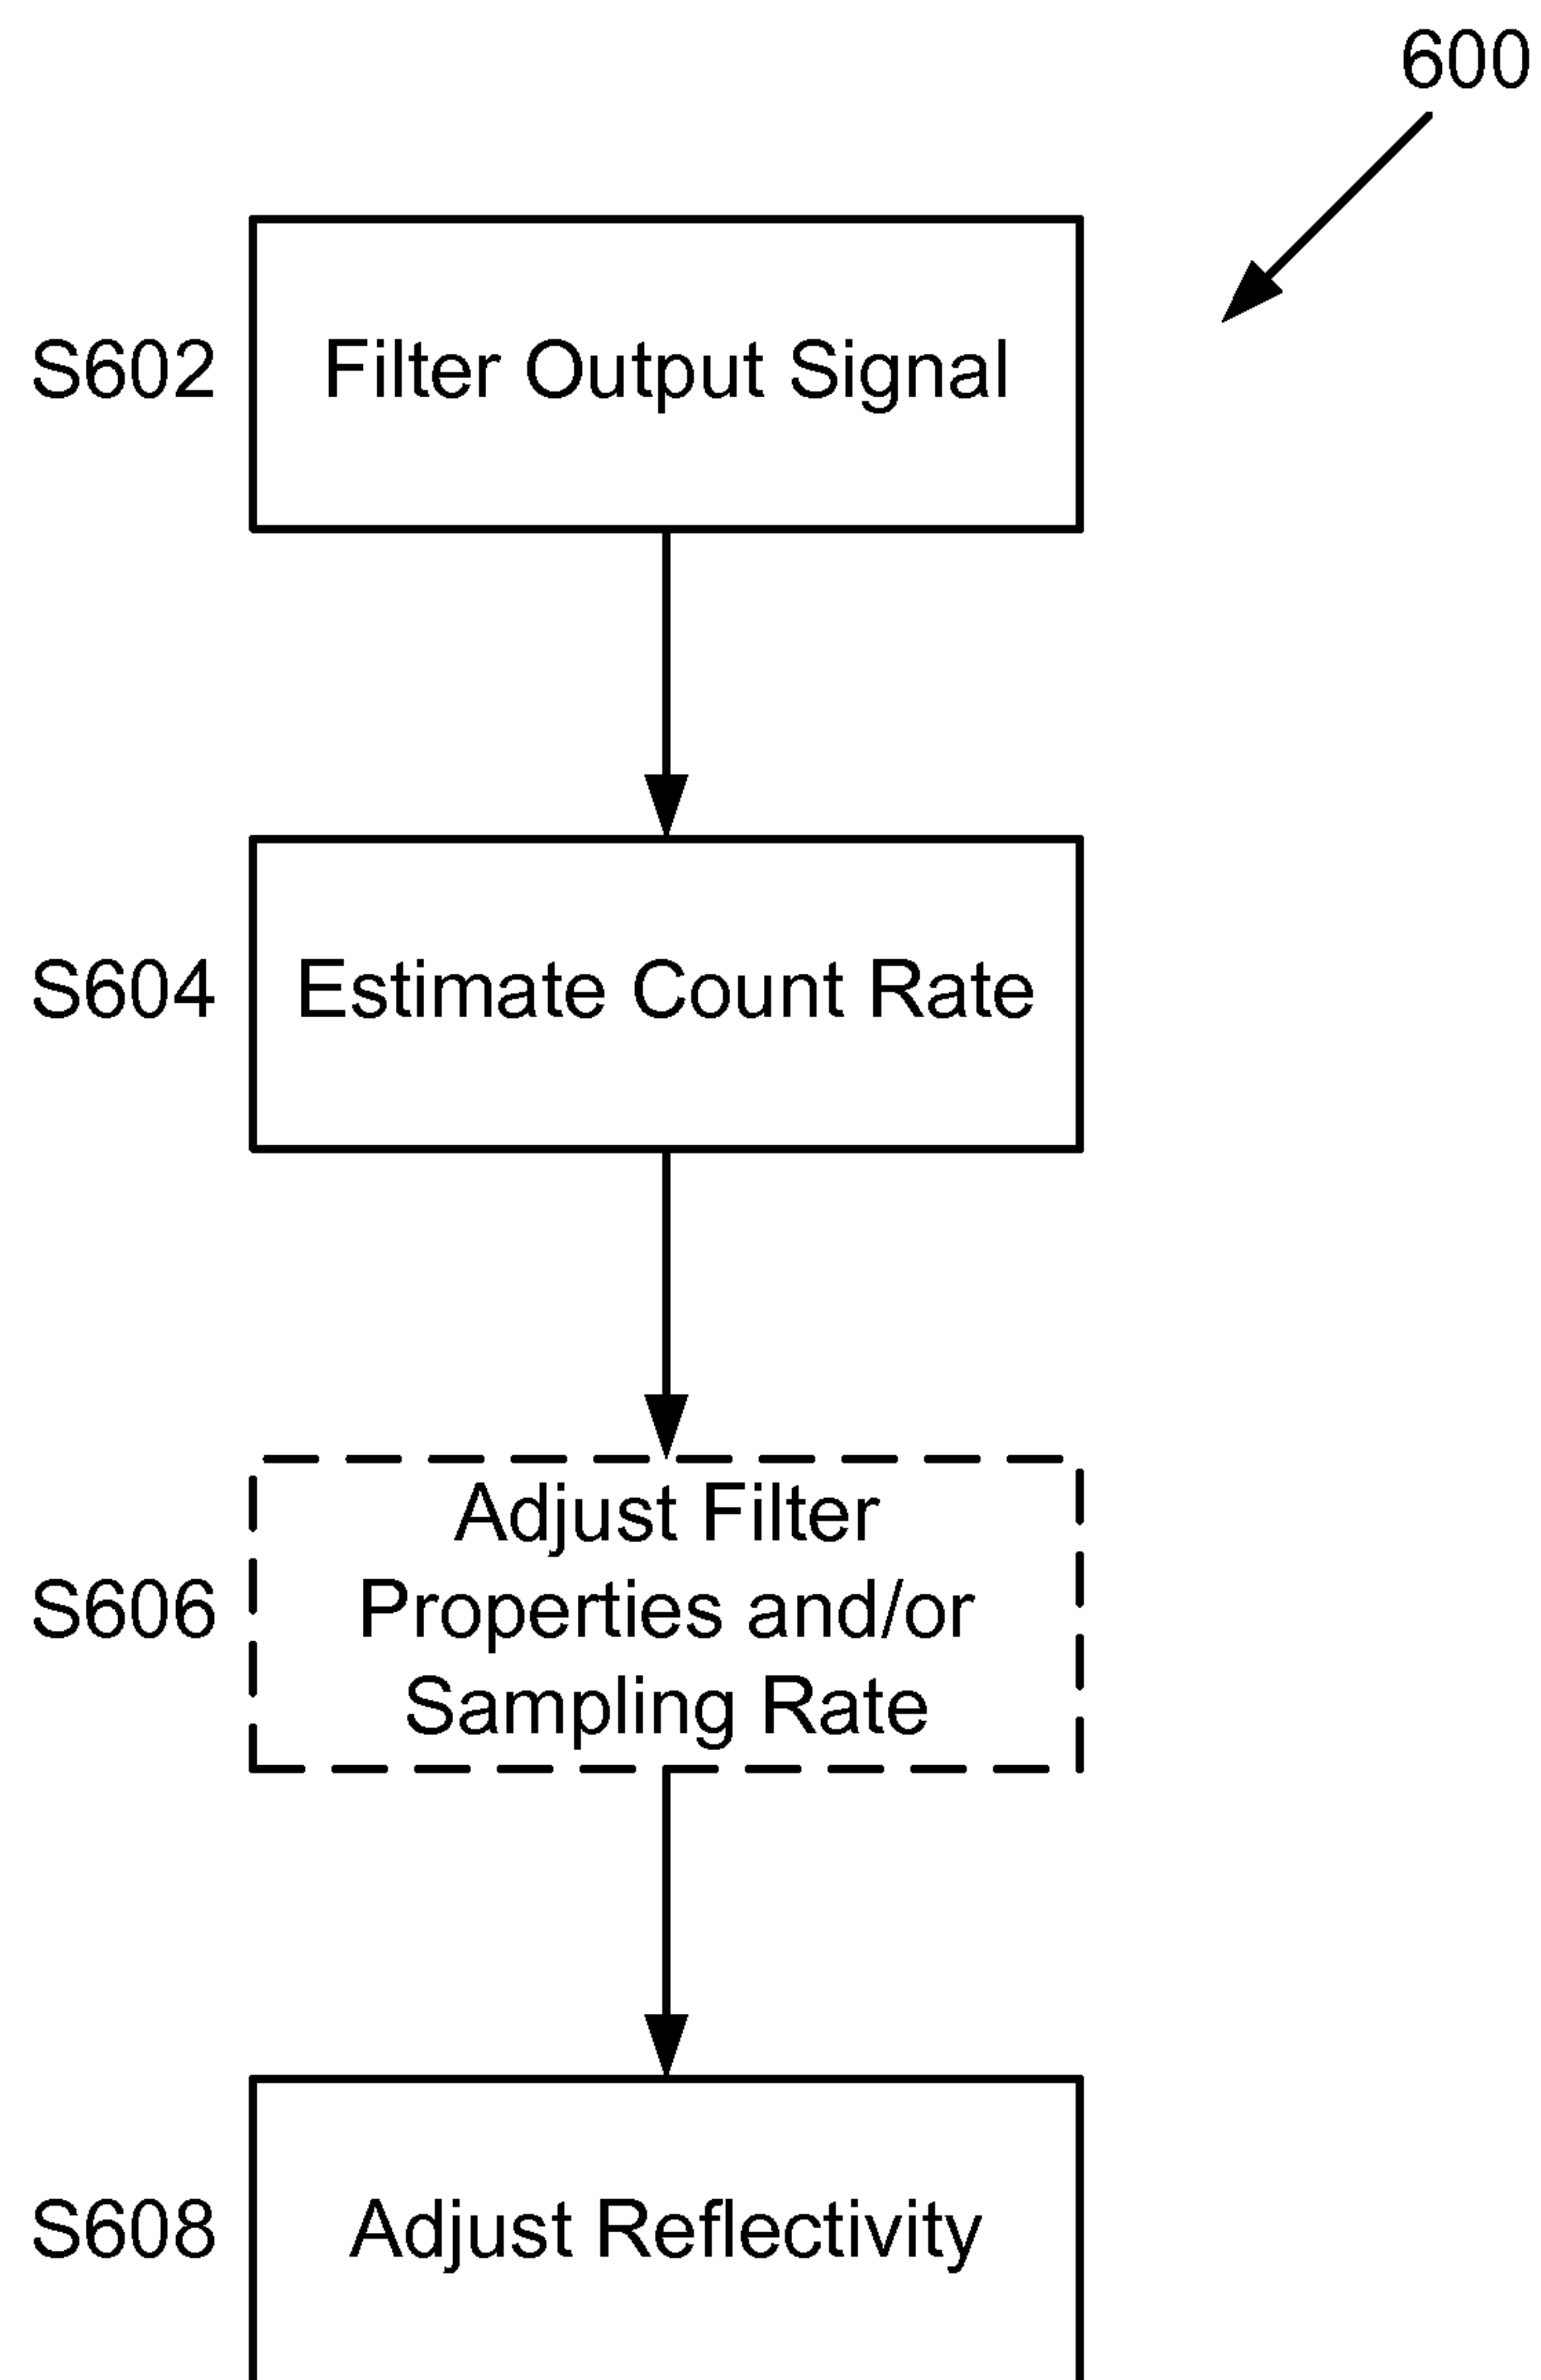 600
S602
Filter Output Signal
S604
Estimate Count Rate
S606
Adjust Filter
Properties and/or
Sampling Rate
S608
Adjust Reflectivity